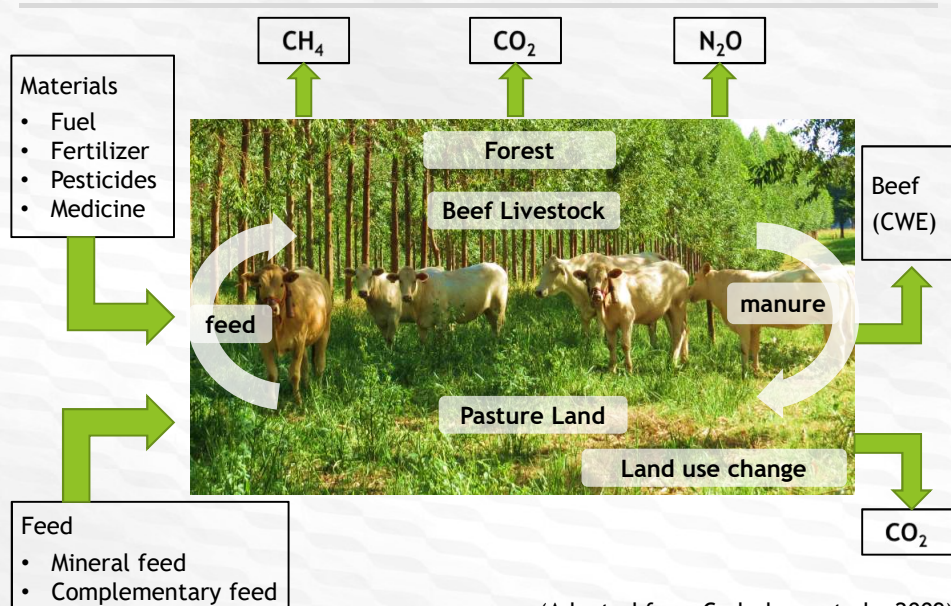 CH₄
CO₂
N₂O
Materials
• Fuel
• Fertilizer
• Pesticides
• Medicine
Forest
Beef Livestock
Beef
(CWE)
feed
manure
Pasture Land
Land use change
CO₂
Feed
• Mineral feed
• Complementary feed